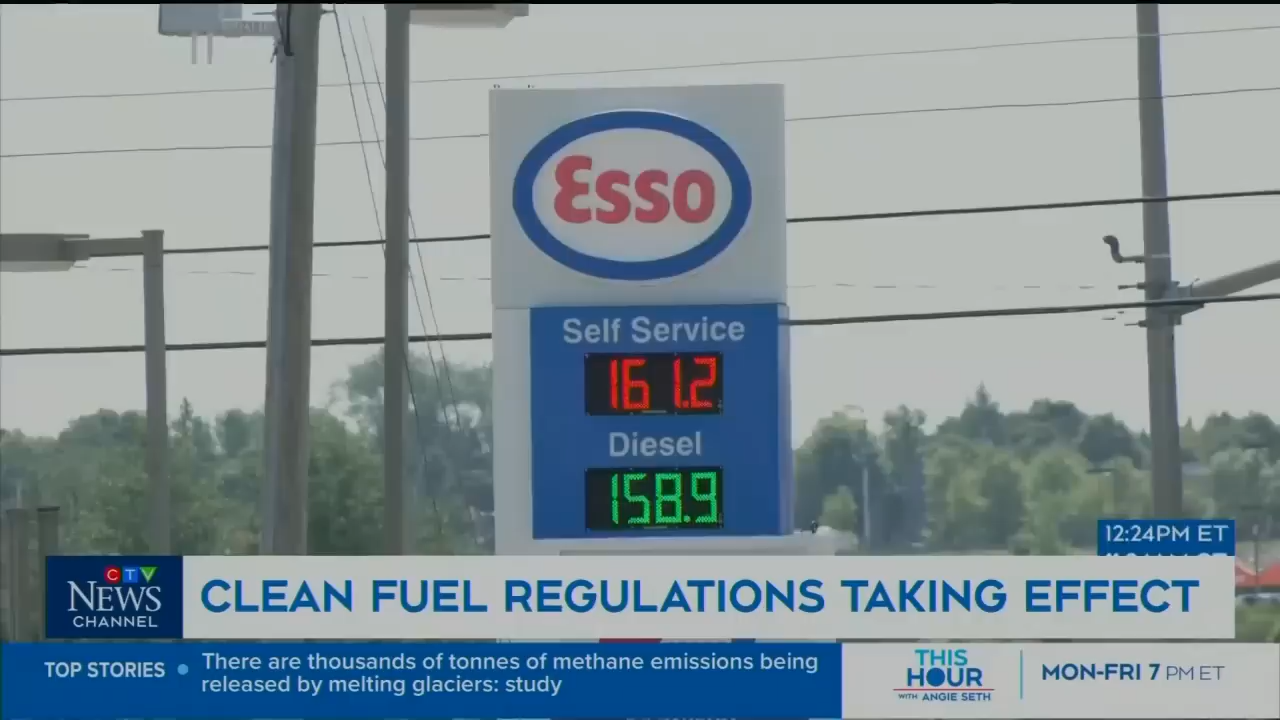 Esso
Self Service
161.2
Diesel
158.9
12:24PM ET
CTV
NEWS
CHANNEL
CLEAN FUEL REGULATIONS TAKING EFFECT
TOP STORIES • There are thousands of tonnes of methane emissions being
released by melting glaciers: study
THIS
HOUR
WITH ANGIE SETH
MON-FRI 7 PM ET